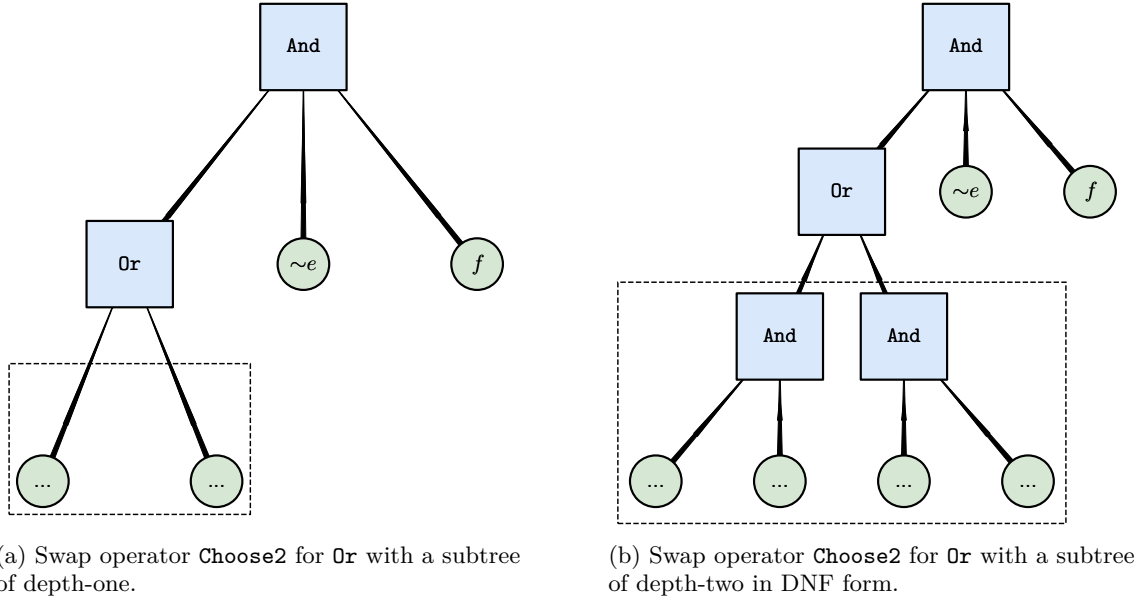 And
And
Or
~e
f
Or
~e
f
And
And
...
...
...
...
...
...
(a) Swap operator Choose2 for Or with a subtree
of depth-one.
(b) Swap operator Choose2 for Or with a subtree
of depth-two in DNF form.